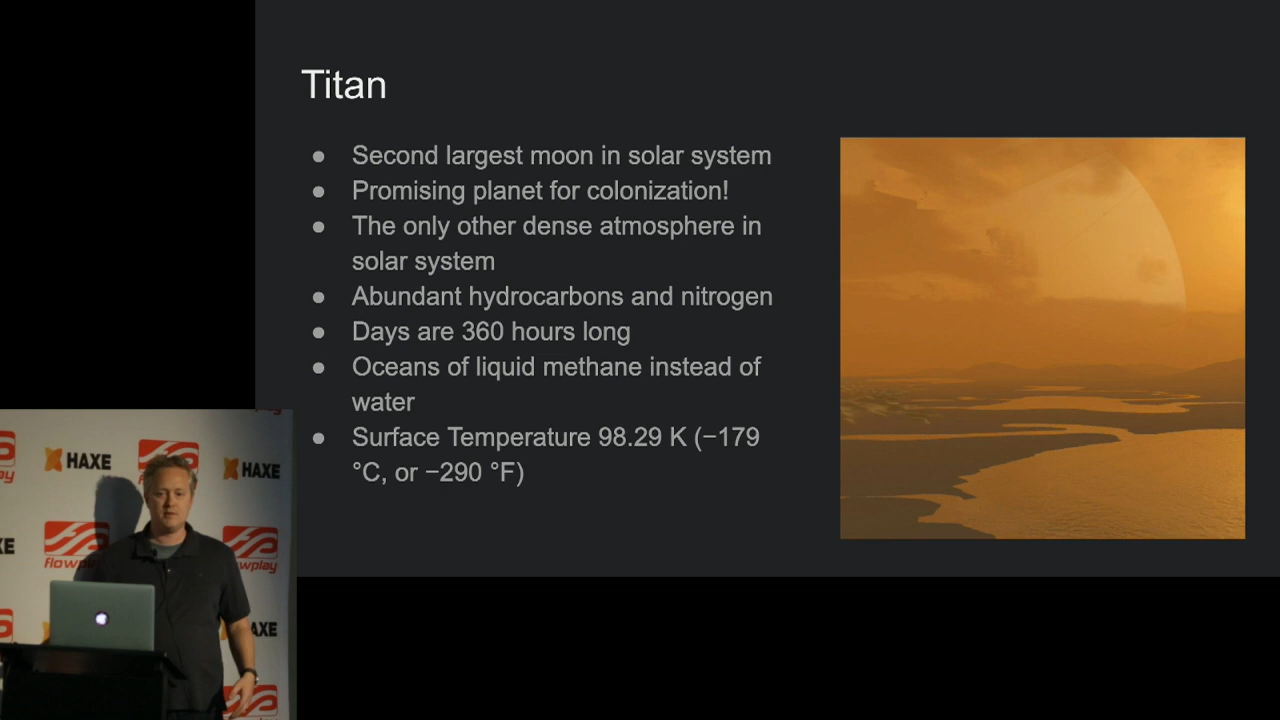 Titan
● Second largest moon in solar system
● Promising planet for colonization!
● The only other dense atmosphere in
solar system
● Abundant hydrocarbons and nitrogen
● Days are 360 hours long
● Oceans of liquid methane instead of
water
● Surface Temperature 98.29 K (−179
°C, or −290 °F)
HAXE
HAXE
flowplay
HAXE